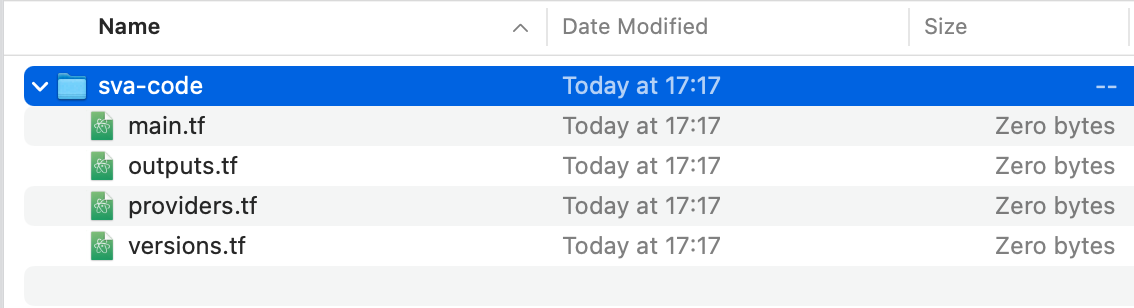 Name Date Modified Size
sva-code Today at 17:17 --
main.tf Today at 17:17 Zero bytes
outputs.tf Today at 17:17 Zero bytes
providers.tf Today at 17:17 Zero bytes
versions.tf Today at 17:17 Zero bytes